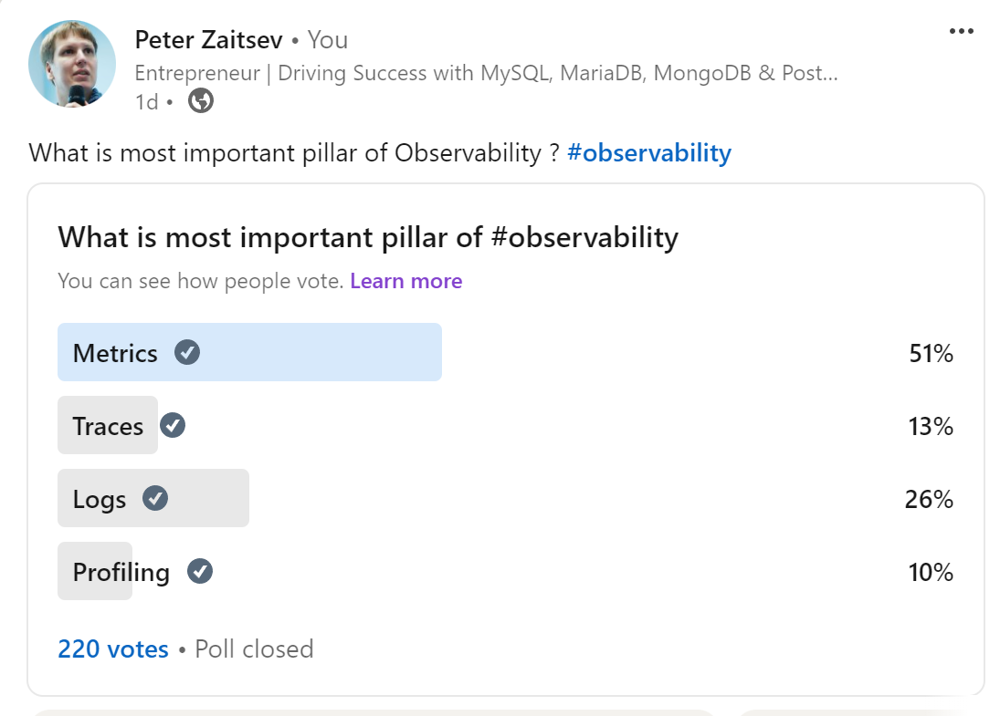 Peter Zaitsev • You
Entrepreneur | Driving Success with MySQL, MariaDB, MongoDB & Post...
1d •
What is most important pillar of Observability ? #observability
What is most important pillar of #observability
You can see how people vote. Learn more
Metrics 51%
Traces 13%
Logs 26%
Profiling 10%
220 votes • Poll closed